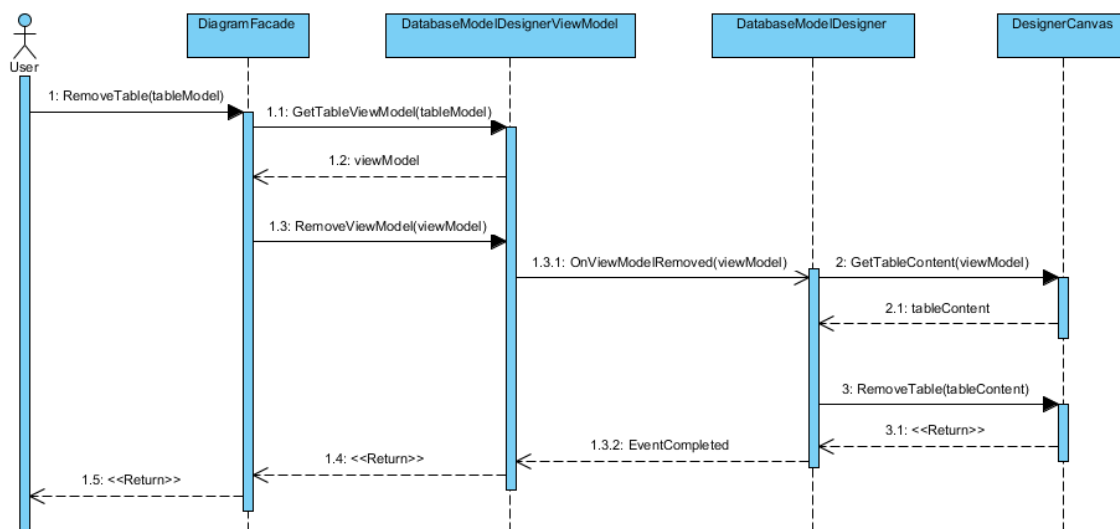 DiagramFacade
DatabaseModelDesignerViewModel
DatabaseModelDesigner
DesignerCanvas
User
1: RemoveTable(tableModel)
1.1: GetTableViewModel(tableModel)
1.2: viewModel
1.3: RemoveViewModel(viewModel)
1.3.1: OnViewModelRemoved(viewModel)
2: GetTableContent(viewModel)
2.1: tableContent
3: RemoveTable(tableContent)
3.1: <<Return>>
1.3.2: EventCompleted
1.4: <<Return>>
1.5: <<Return>>